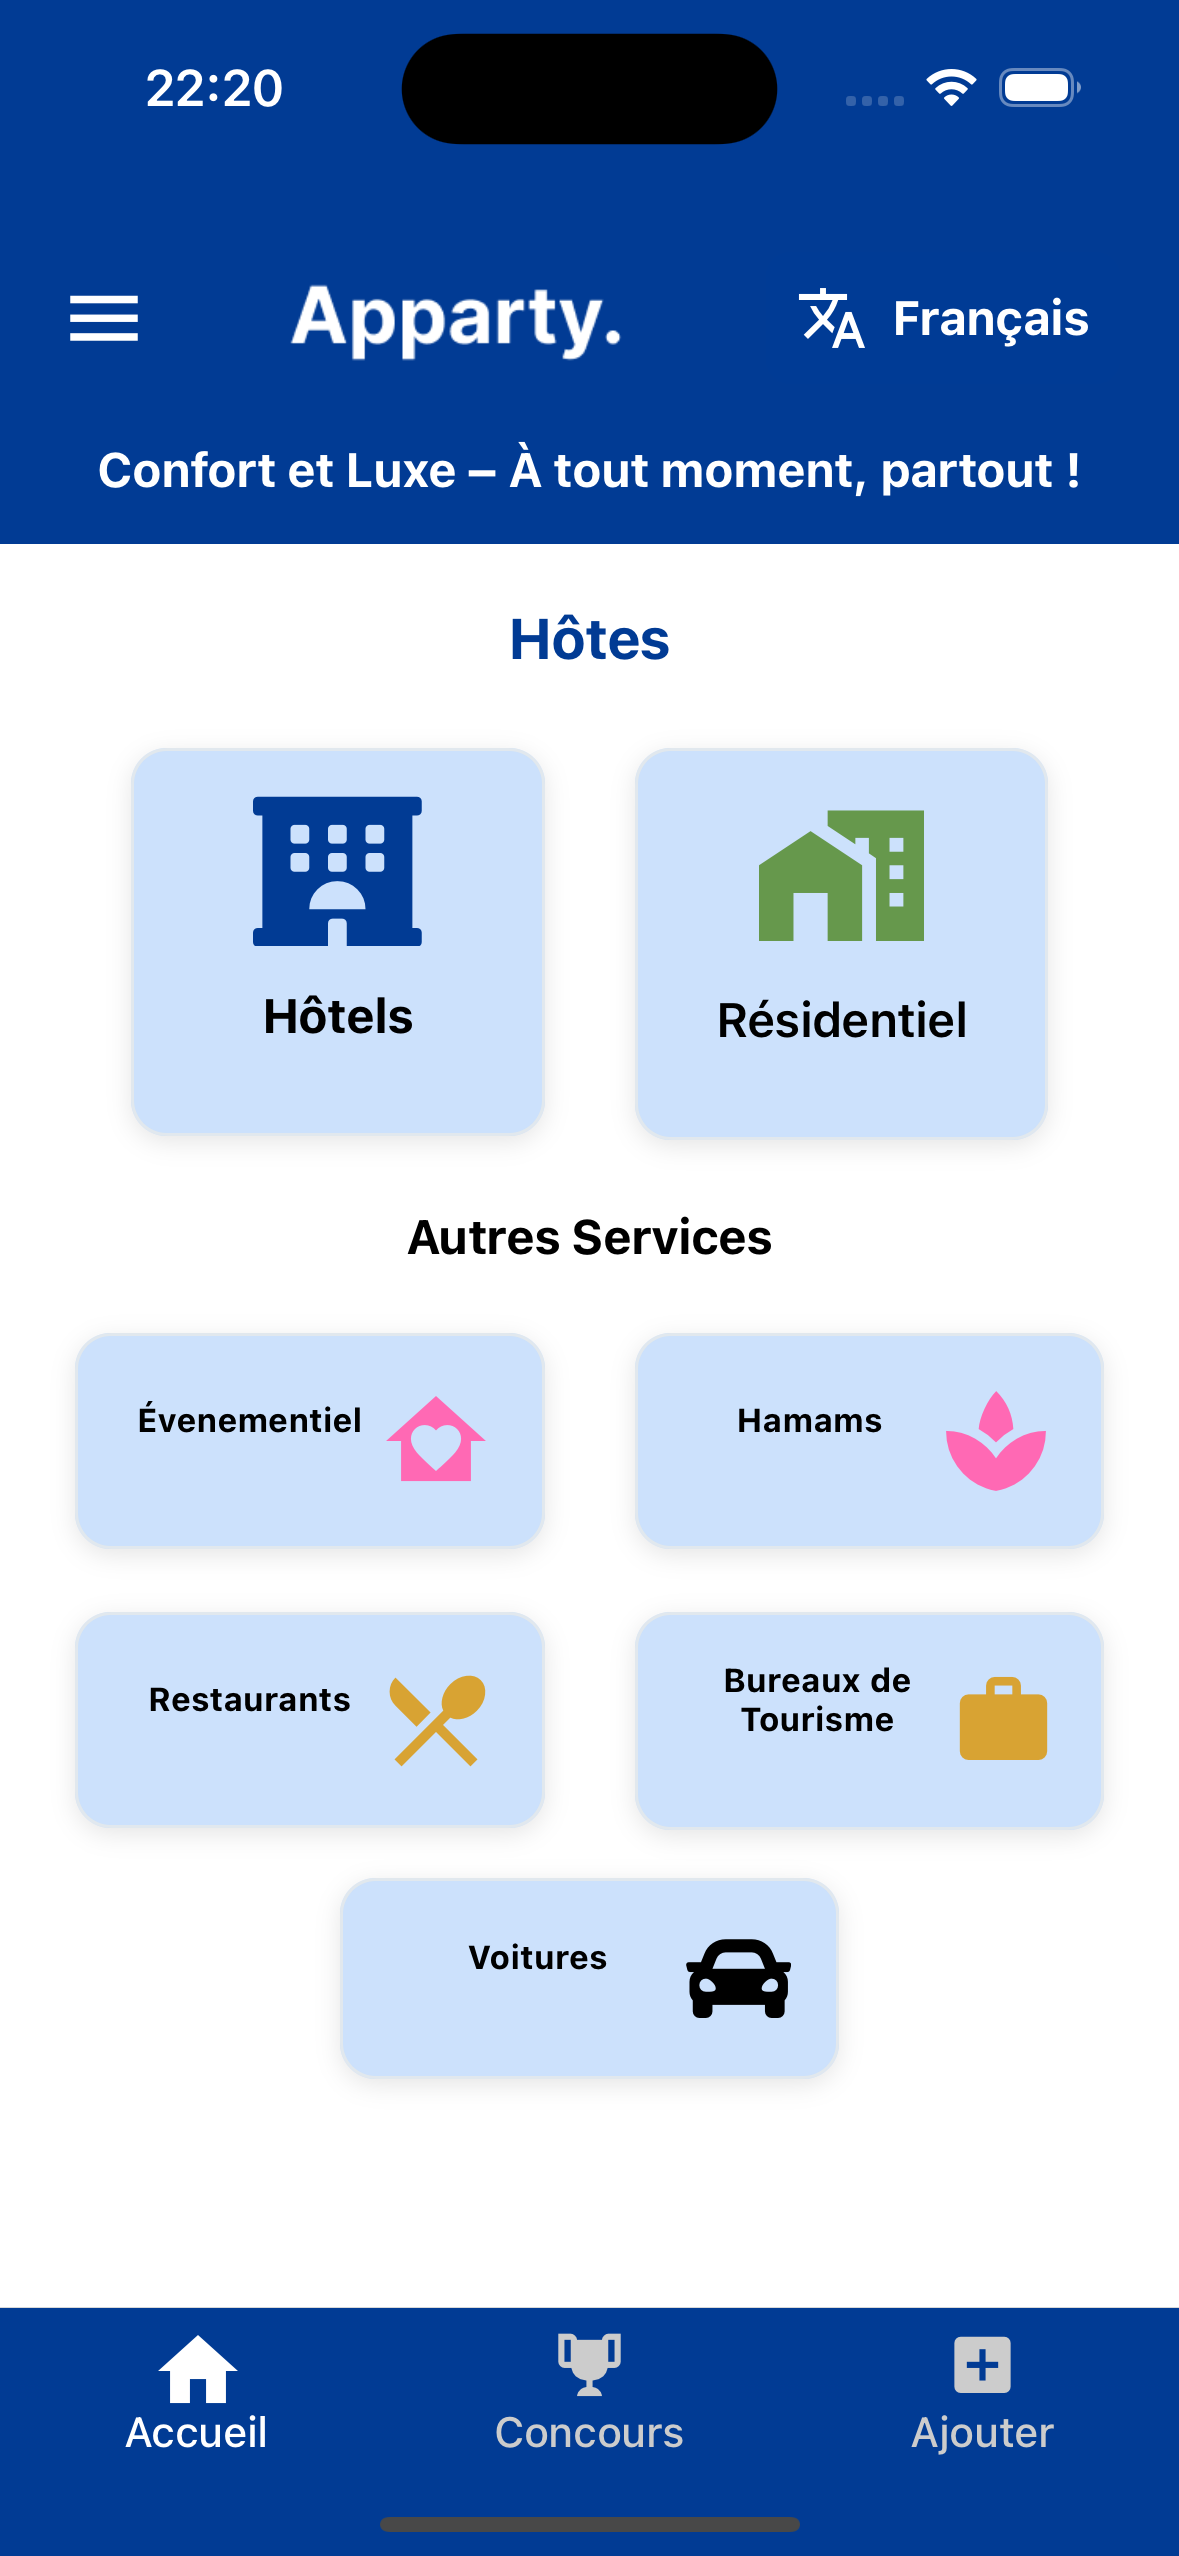 22:20
Apparty.
Français
Confort et Luxe – À tout moment, partout !
Hôtes
Hôtels
Résidentiel
Autres Services
Évenementiel
Hamams
Restaurants
Bureaux de
Tourisme
Voitures
Accueil
Concours
Ajouter